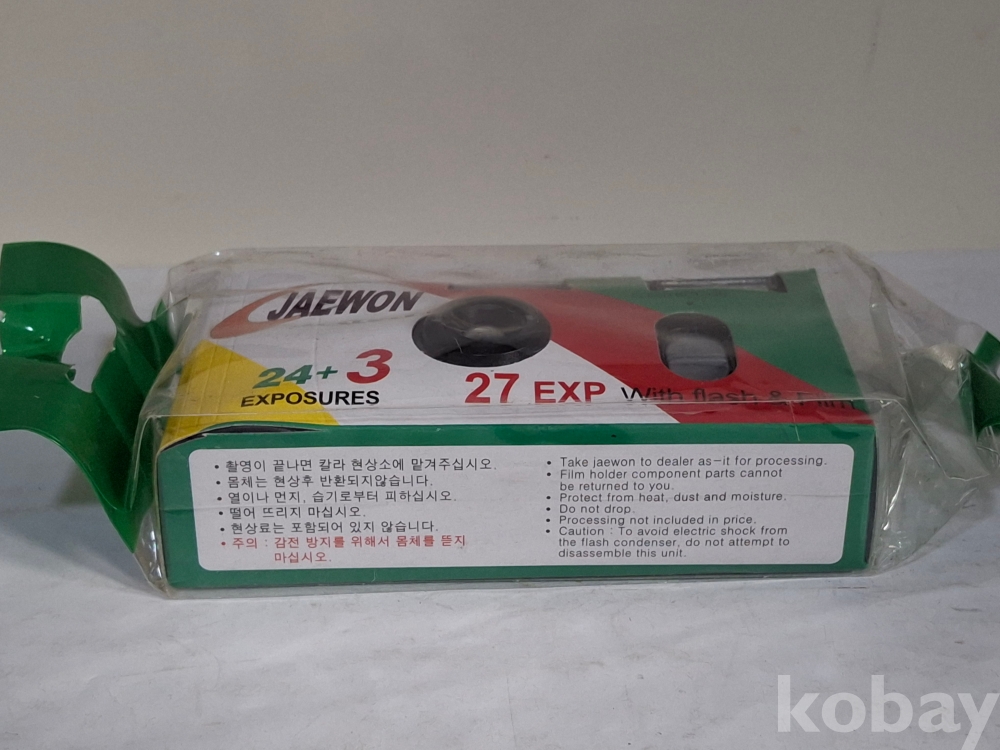 JAEWON
24+3
EXPOSURES
27 EXP With flash & Film
• 촬영이 끝나면 칼라 현상소에 맡겨주십시오.
• 몸체는 현상후 반환되지않습니다.
• 열이나 먼지, 습기로부터 피하십시오.
• 떨어 뜨리지 마십시오.
• 현상료는 포함되어 있지 않습니다.
• 주의 : 감전 방지를 위해서 몸체를 뜯지
마십시오.
• Take jaewon to dealer as-it for processing.
• Film holder component parts cannot
be returned to you.
• Protect from heat, dust and moisture.
• Do not drop.
• Processing not included in price.
• Caution : To avoid electric shock from
the flash condenser, do not attempt to
disassemble this unit.
kobay